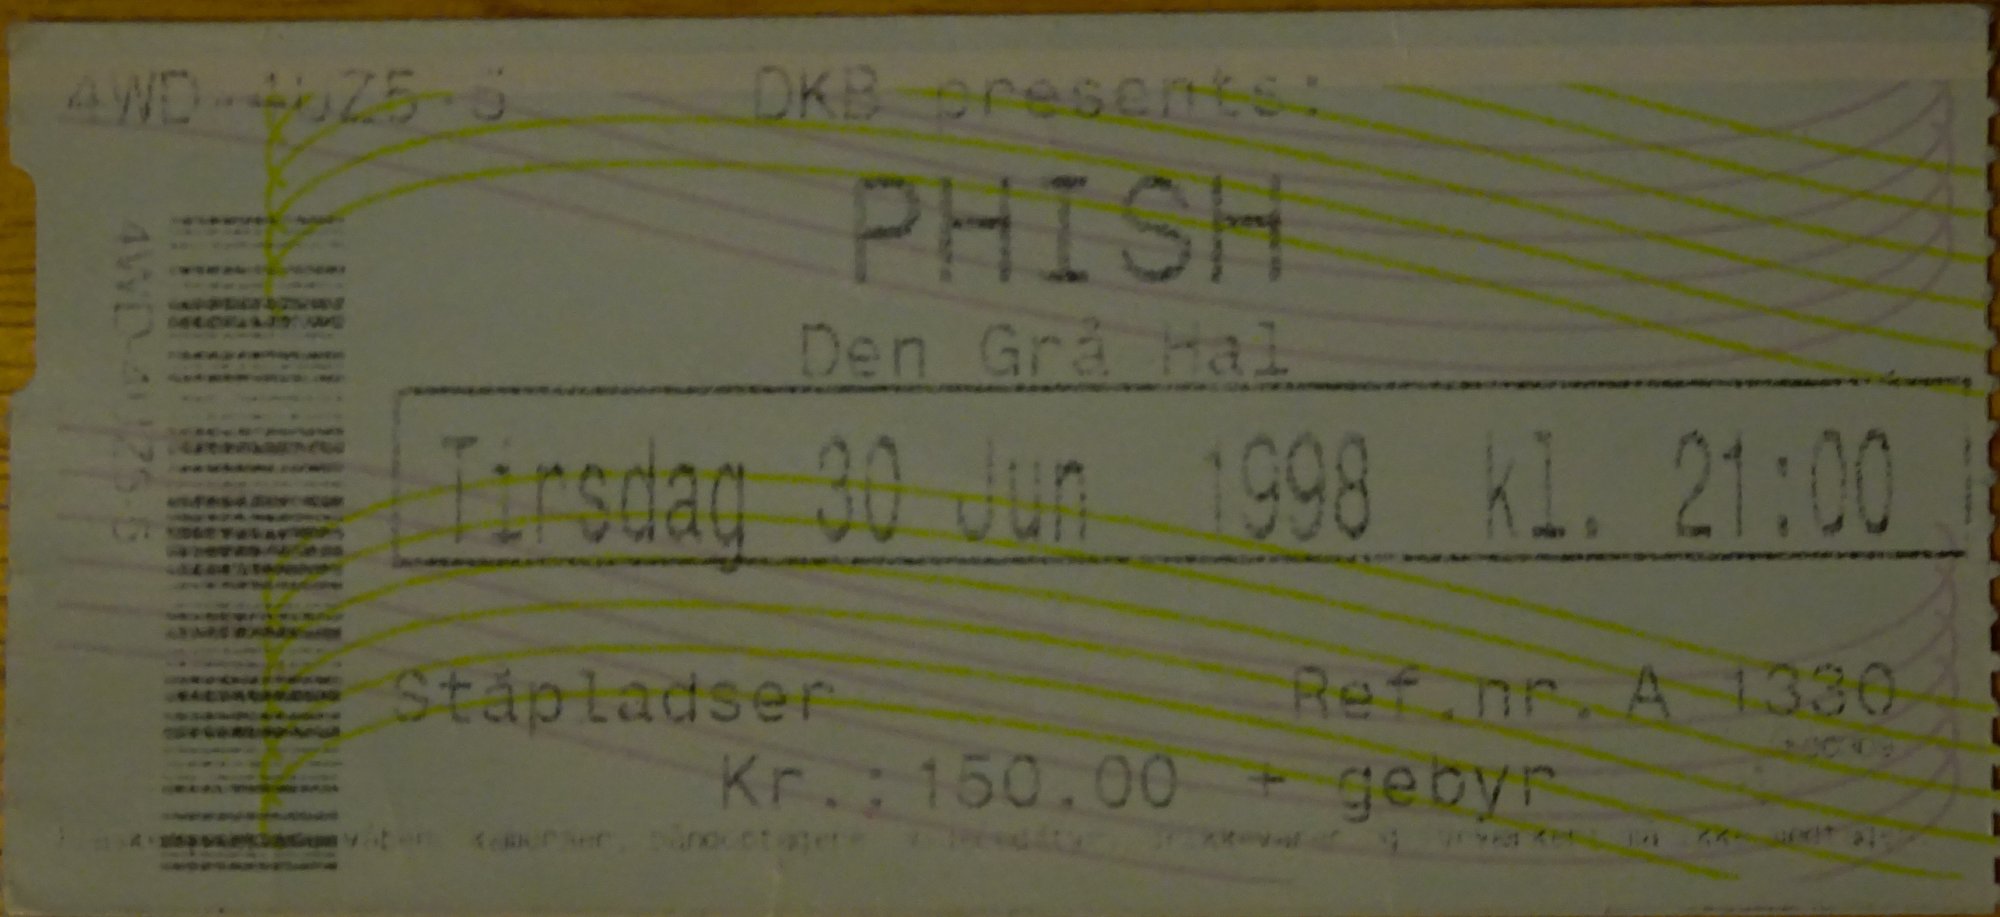 DKB presents:
PHISH
Den Grå Hal
Tirsdag 30 Jun 1998 kl. 21:00
Ståpladser Ref.nr. A 1330
Kr.:150.00 + gebyr